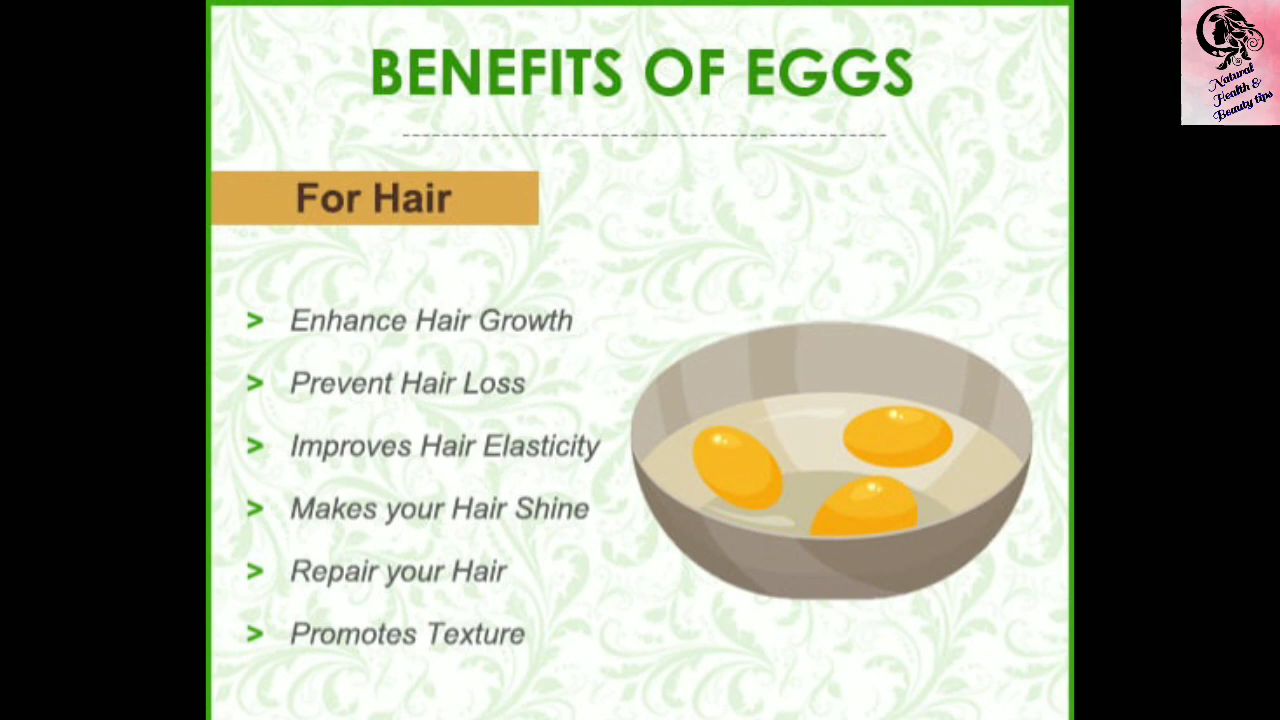 BENEFITS OF EGGS
For Hair
> Enhance Hair Growth
> Prevent Hair Loss
> Improves Hair Elasticity
> Makes your Hair Shine
> Repair your Hair
> Promotes Texture
Natural
Health &
Beauty tips